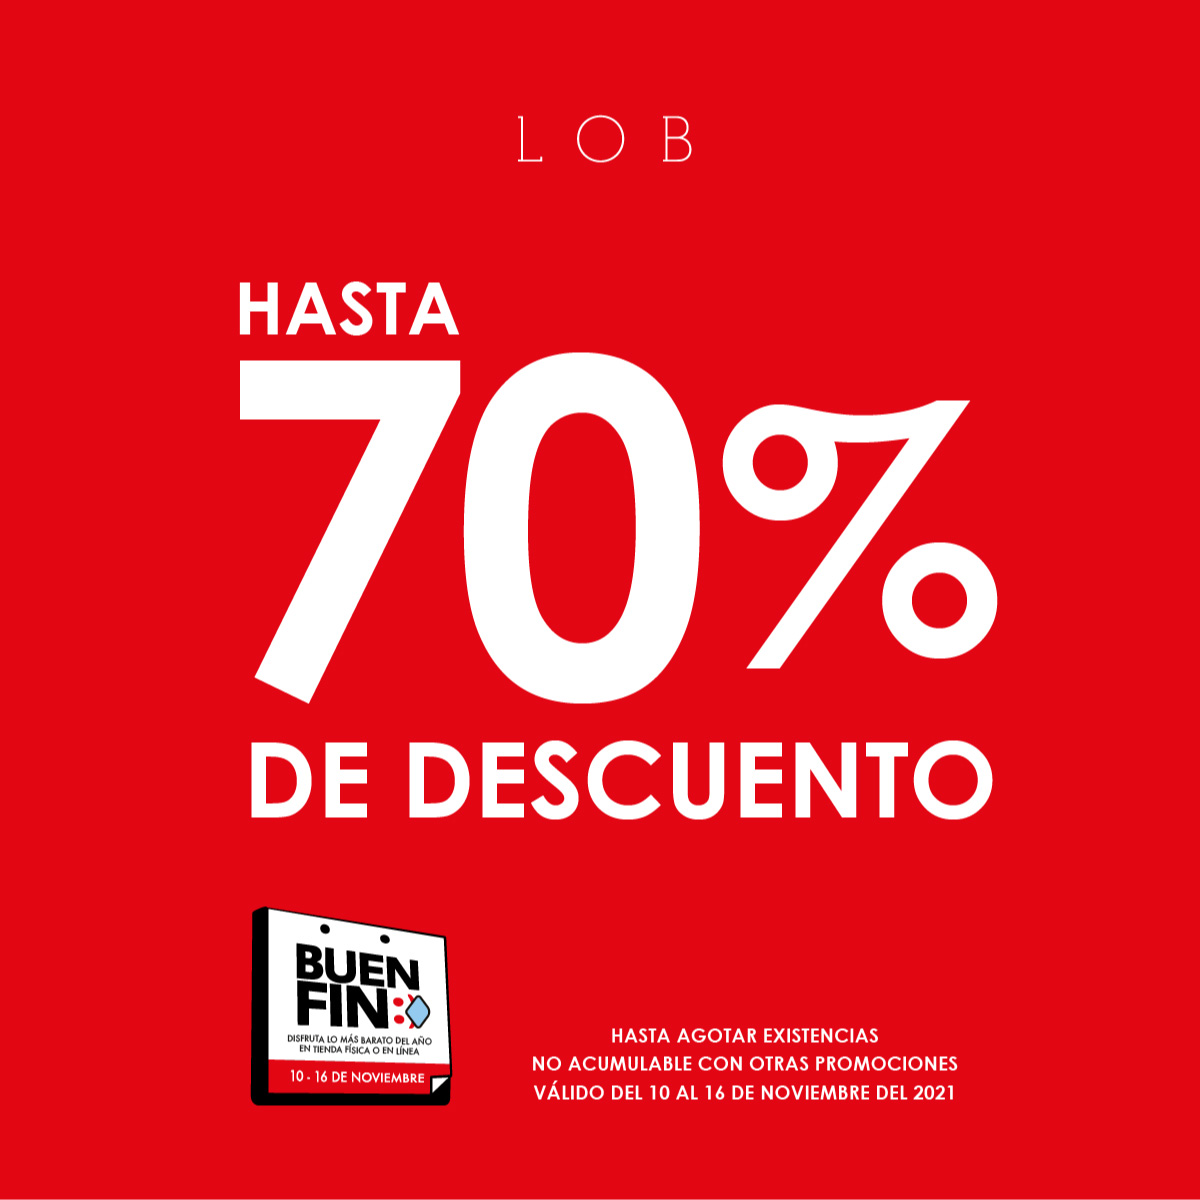 LOB
HASTA
70%
DE DESCUENTO
BUEN
FIN
DISFRUTA LO MÁS BARATO DEL AÑO
EN TIENDA FÍSICA O EN LÍNEA
10 - 16 DE NOVIEMBRE
HASTA AGOTAR EXISTENCIAS
NO ACUMULABLE CON OTRAS PROMOCIONES
VÁLIDO DEL 10 AL 16 DE NOVIEMBRE DEL 2021